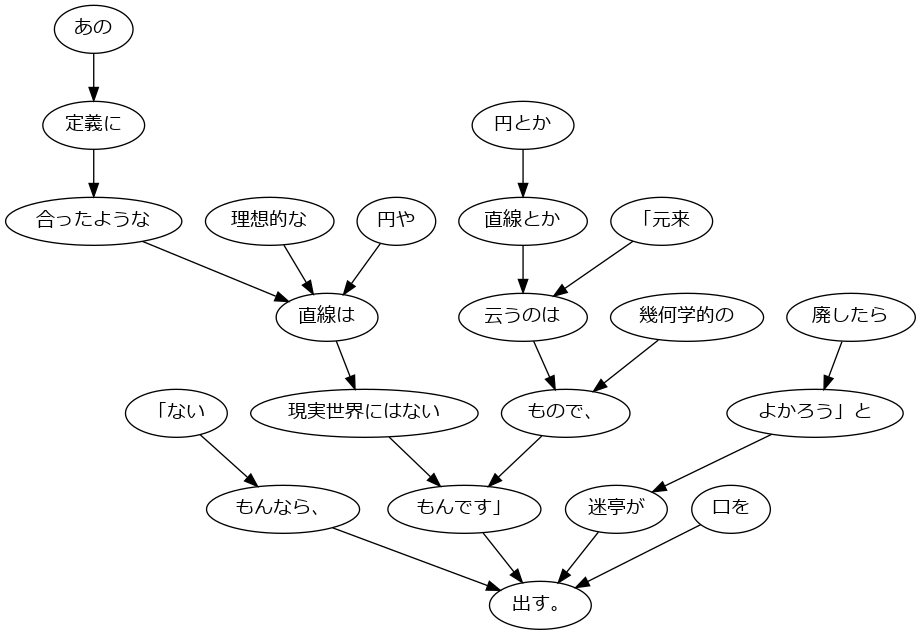 あの
定義に
円とか
合ったような
理想的な
円や
直線とか
「元来
直線は
云うのは
幾何学的の
廃したら
「ない
現実世界にはない
もので、
よかろう」と
もんなら、
もんです」
迷亭が
口を
出す。